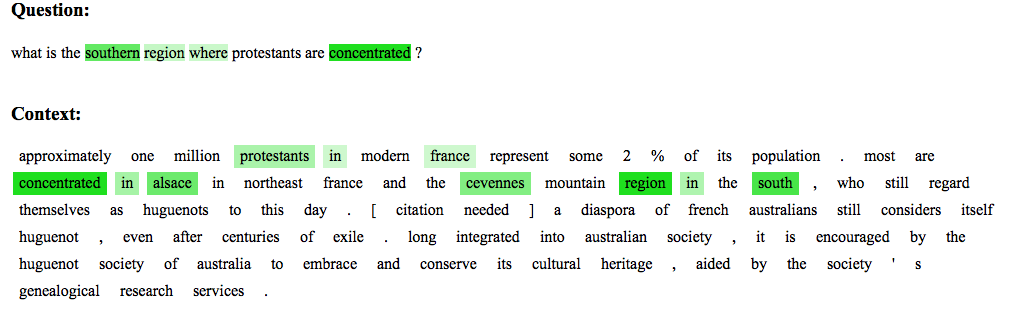 Question:
what is the southern region where protestants are concentrated ?
Context:
approximately one million protestants in modern france represent some 2 % of its population . most are
concentrated in alsace in northeast france and the cevennes mountain region in the south , who still regard
themselves as huguenots to this day . [ citation needed ] a diaspora of french australians still considers itself
huguenot , even after centuries of exile . long integrated into australian society , it is encouraged by the
huguenot society of australia to embrace and conserve its cultural heritage , aided by the society ' s
genealogical research services .